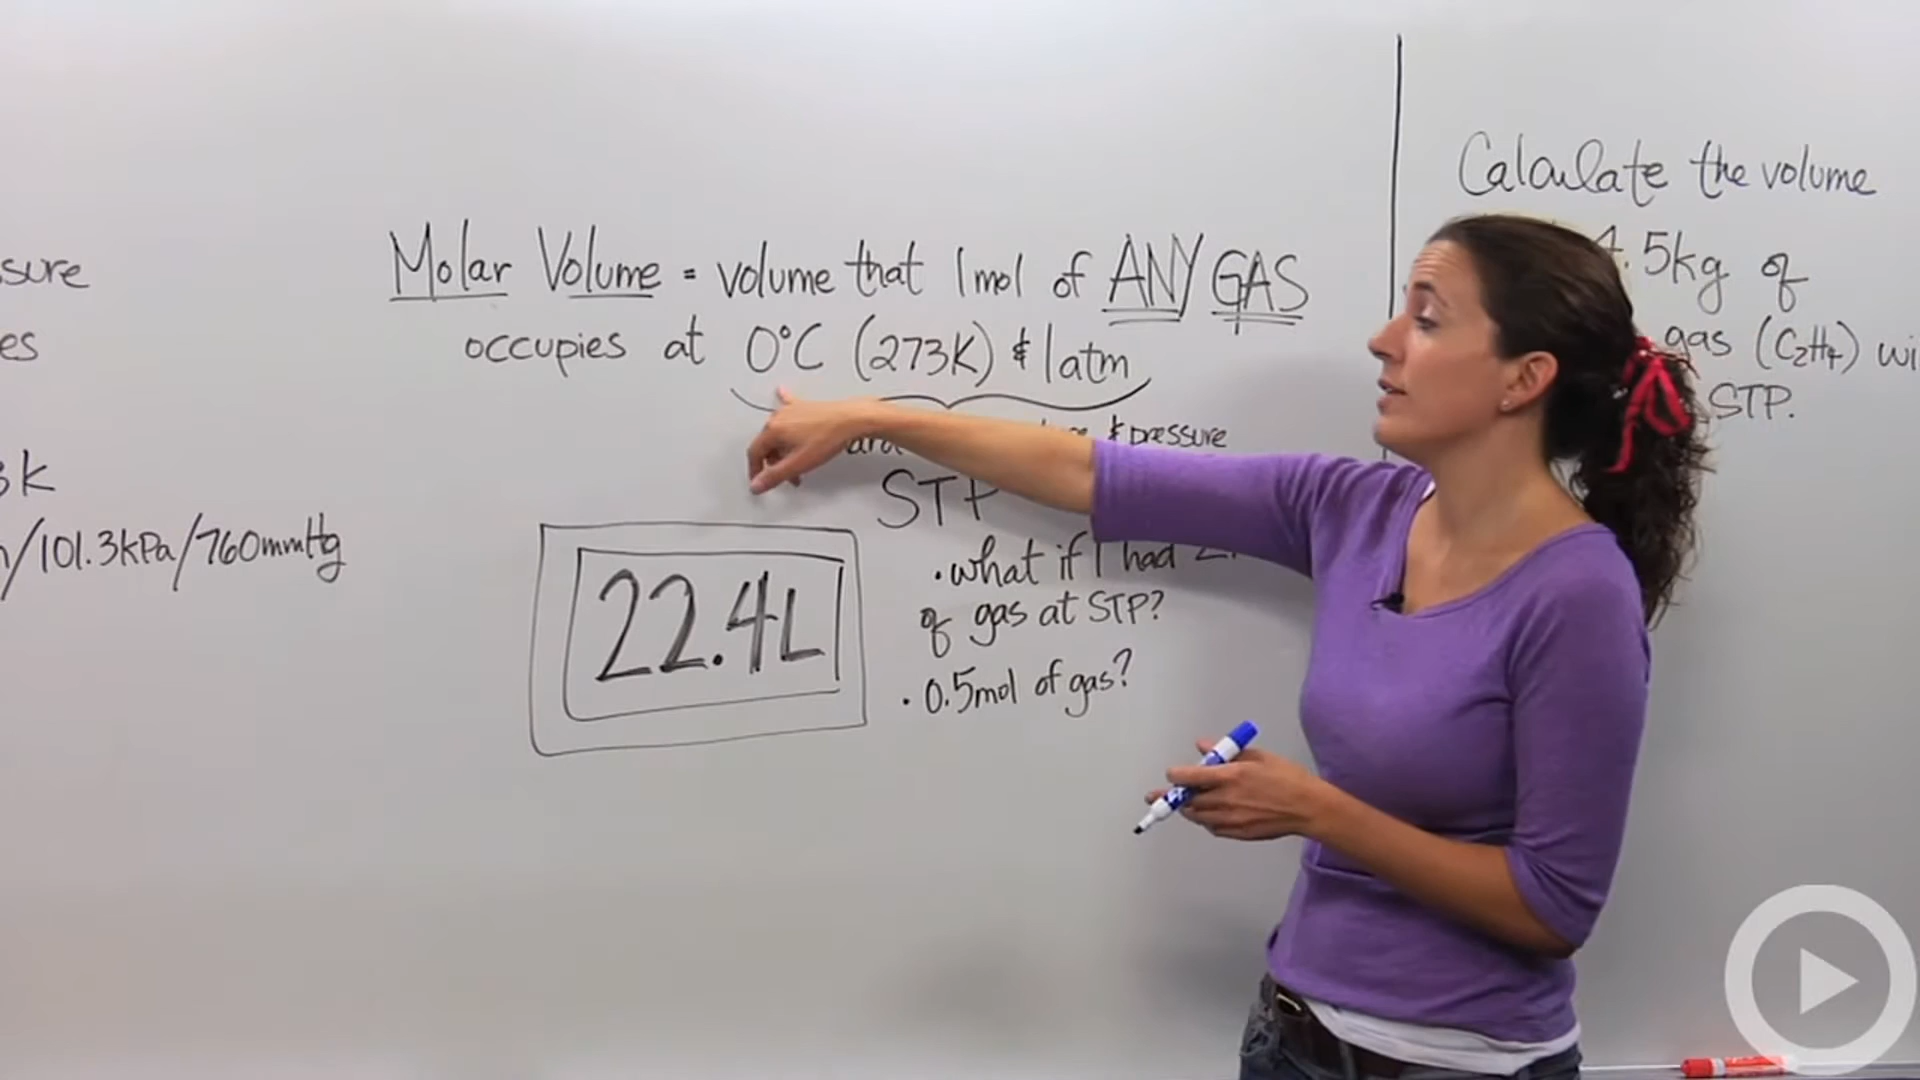 sure
es
3K
/101.3kPa/760mmHg
Molar Volume = volume that 1mol of ANY GAS
occupies at 0°C (273K) & 1atm
& pressure
STP
• what if I had
of gas at STP?
• 0.5mol of gas?
22.4L
Calculate the volume
4.5kg of
gas (C2H4) wi
STP.